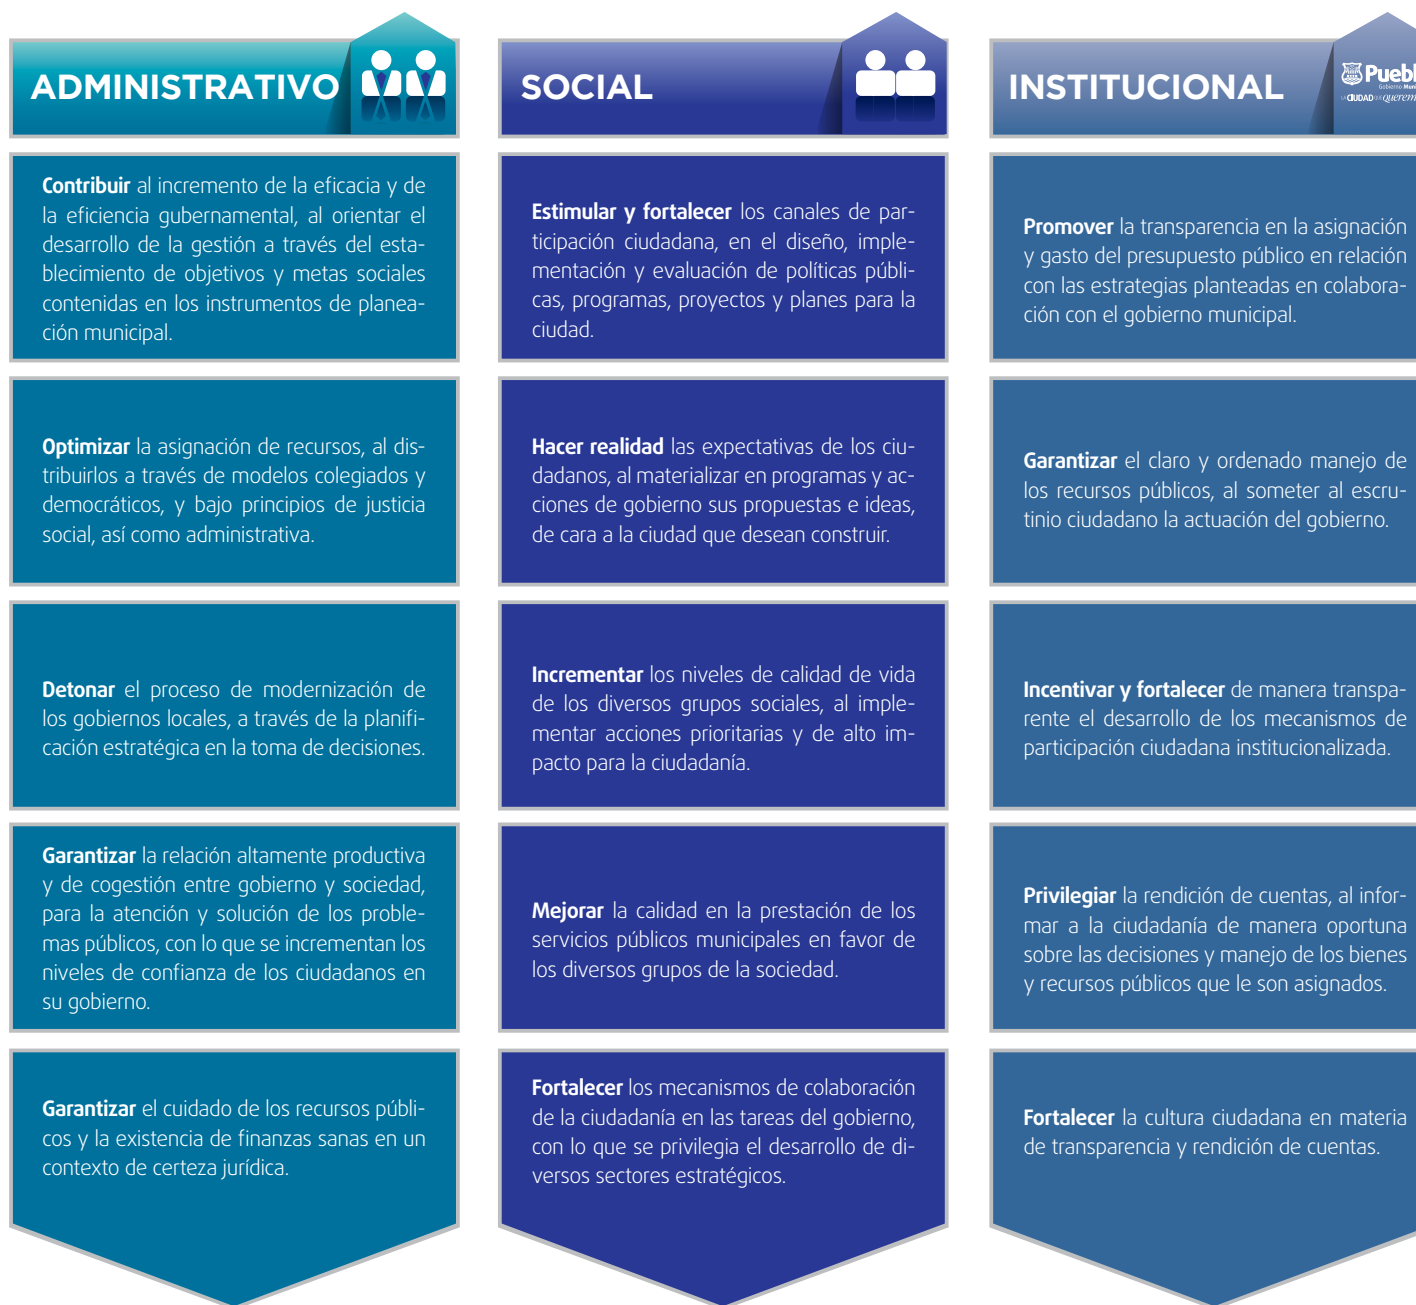 ADMINISTRATIVO
Contribuir al incremento de la eficacia y de
la eficiencia gubernamental, al orientar el
desarrollo de la gestión a través del esta-
blecimiento de objetivos y metas sociales
contenidas en los instrumentos de planea-
ción municipal.
Optimizar la asignación de recursos, al dis-
tribuirlos a través de modelos colegiados y
democráticos, y bajo principios de justicia
social, así como administrativa.
Detonar el proceso de modernización de
los gobiernos locales, a través de la planifi-
cación estratégica en la toma de decisiones.
Garantizar la relación altamente productiva
y de cogestión entre gobierno y sociedad,
para la atención y solución de los proble-
mas públicos, con lo que se incrementan los
niveles de confianza de los ciudadanos en
su gobierno.
Garantizar el cuidado de los recursos públi-
cos y la existencia de finanzas sanas en un
contexto de certeza jurídica.
SOCIAL
Estimular y fortalecer los canales de par-
ticipación ciudadana, en el diseño, imple-
mentación y evaluación de políticas públi-
cas, programas, proyectos y planes para la
ciudad.
Hacer realidad las expectativas de los ciu-
dadanos, al materializar en programas y ac-
ciones de gobierno sus propuestas e ideas,
de cara a la ciudad que desean construir.
Incrementar los niveles de calidad de vida
de los diversos grupos sociales, al imple-
mentar acciones prioritarias y de alto im-
pacto para la ciudadanía.
Mejorar la calidad en la prestación de los
servicios públicos municipales en favor de
los diversos grupos de la sociedad.
Fortalecer los mecanismos de colaboración
de la ciudadanía en las tareas del gobierno,
con lo que se privilegia el desarrollo de di-
versos sectores estratégicos.
INSTITUCIONAL
Puebl
Gobierno Muni
LA CIUDAD QUE Querem
Promover la transparencia en la asignación
y gasto del presupuesto público en relación
con las estrategias planteadas en colabora-
ción con el gobierno municipal.
Garantizar el claro y ordenado manejo de
los recursos públicos, al someter al escru-
tinio ciudadano la actuación del gobierno.
Incentivar y fortalecer de manera transpa-
rente el desarrollo de los mecanismos de
participación ciudadana institucionalizada.
Privilegiar la rendición de cuentas, al infor-
mar a la ciudadanía de manera oportuna
sobre las decisiones y manejo de los bienes
y recursos públicos que le son asignados.
Fortalecer la cultura ciudadana en materia
de transparencia y rendición de cuentas.